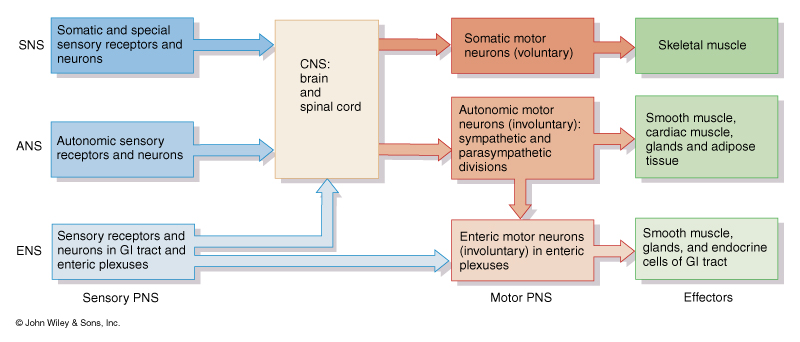 SNS
Somatic and special
sensory receptors and
neurons
CNS:
brain
and
spinal cord
Somatic motor
neurons (voluntary)
Skeletal muscle
ANS
Autonomic sensory
receptors and neurons
Autonomic motor
neurons (involuntary):
sympathetic and
parasympathetic
divisions
Smooth muscle,
cardiac muscle,
glands and adipose
tissue
ENS
Sensory receptors and
neurons in GI tract and
enteric plexuses
Enteric motor neurons
(involuntary) in enteric
plexuses
Smooth muscle,
glands, and endocrine
cells of GI tract
Sensory PNS
Motor PNS
Effectors
© John Wiley & Sons, Inc.